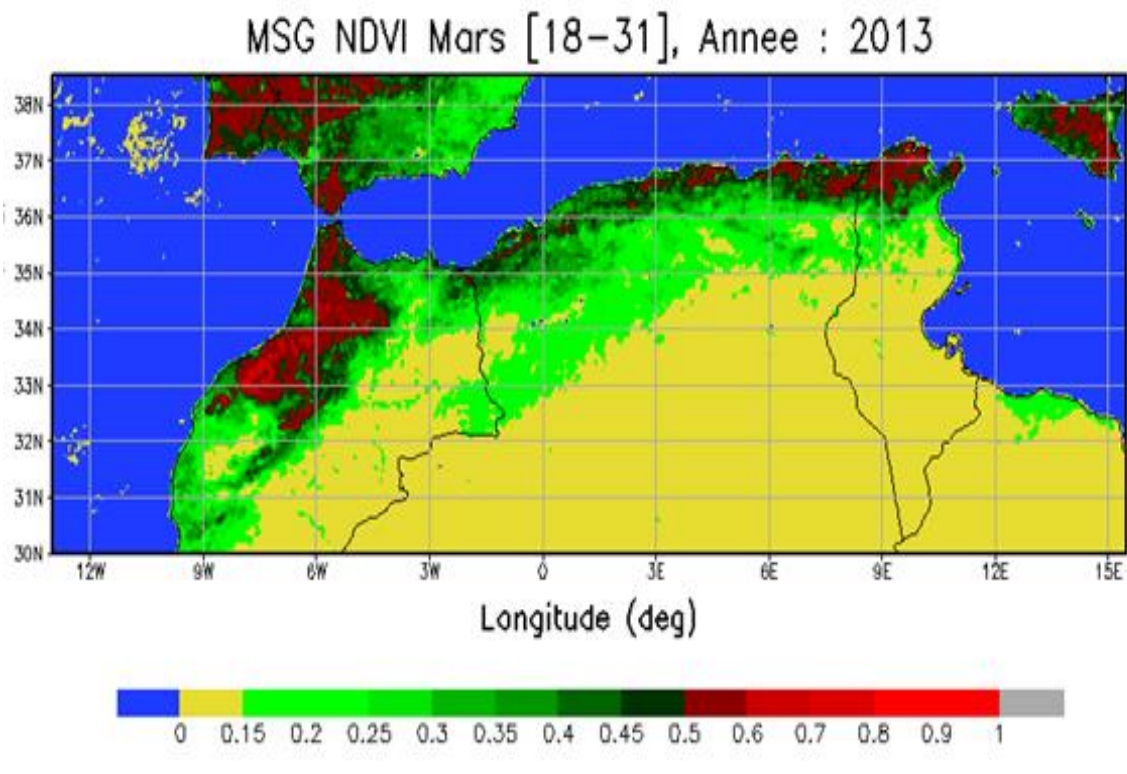 MSG NDVI Mars [18-31], Annee : 2013
38N
37N
36N
35N
34N
33N
32N
31N
30N
12W 9W 6W 3W 0 3E 6E 9E 12E 15E
Longitude (deg)
0 0.15 0.2 0.25 0.3 0.35 0.4 0.45 0.5 0.6 0.7 0.8 0.9 1